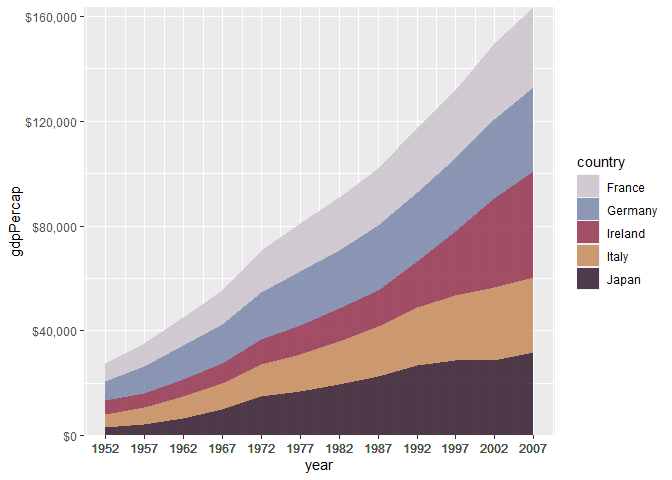 $160,000
$120,000
$80,000
$40,000
$0
gdpPercap
1952 1957 1962 1967 1972 1977 1982 1987 1992 1997 2002 2007
year
country
France
Germany
Ireland
Italy
Japan